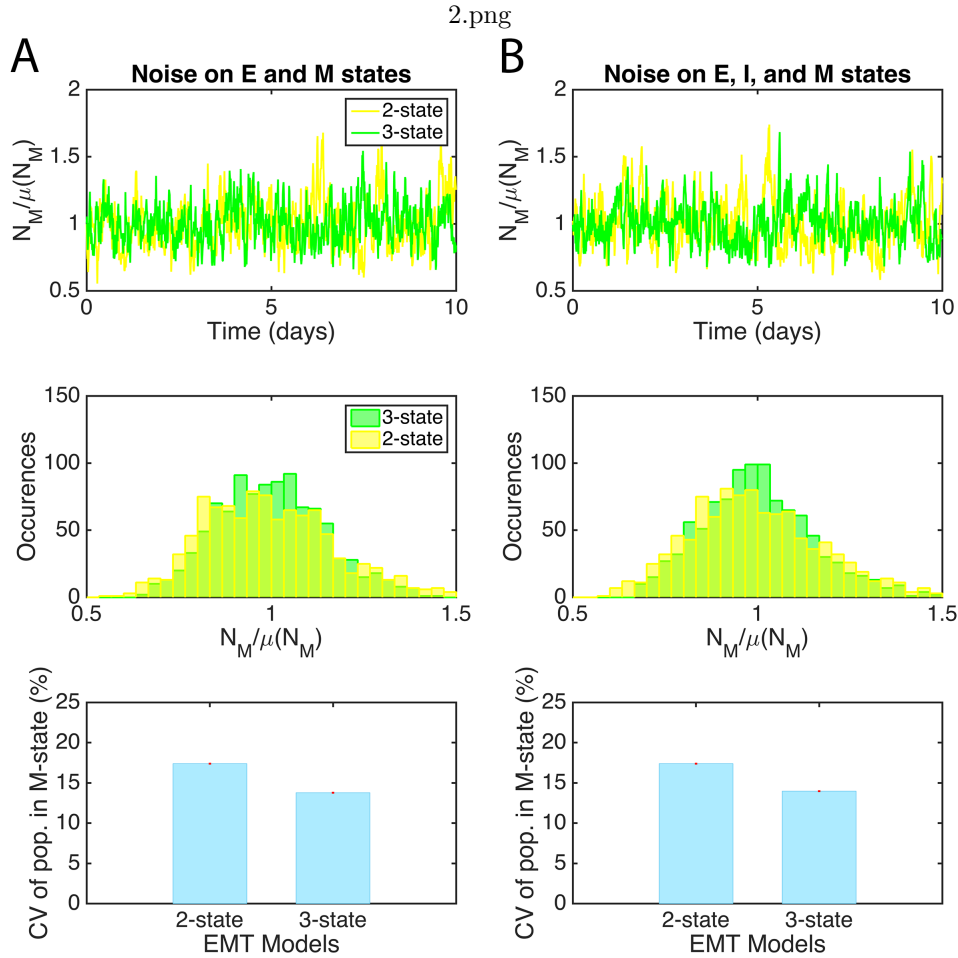 2.png
A
Noise on E and M states
2
1.5
1
0.5
N_M/μ(N_M)
2-state
3-state
0
5
10
Time (days)
B
Noise on E, I, and M states
2
1.5
1
0.5
N_M/μ(N_M)
0
5
10
Time (days)
150
100
50
0
Occurences
3-state
2-state
0.5
1
1.5
N_M/μ(N_M)
150
100
50
0
Occurences
0.5
1
1.5
N_M/μ(N_M)
25
20
15
10
5
0
CV of pop. in M-state (%)
2-state
3-state
EMT Models
25
20
15
10
5
0
CV of pop. in M-state (%)
2-state
3-state
EMT Models